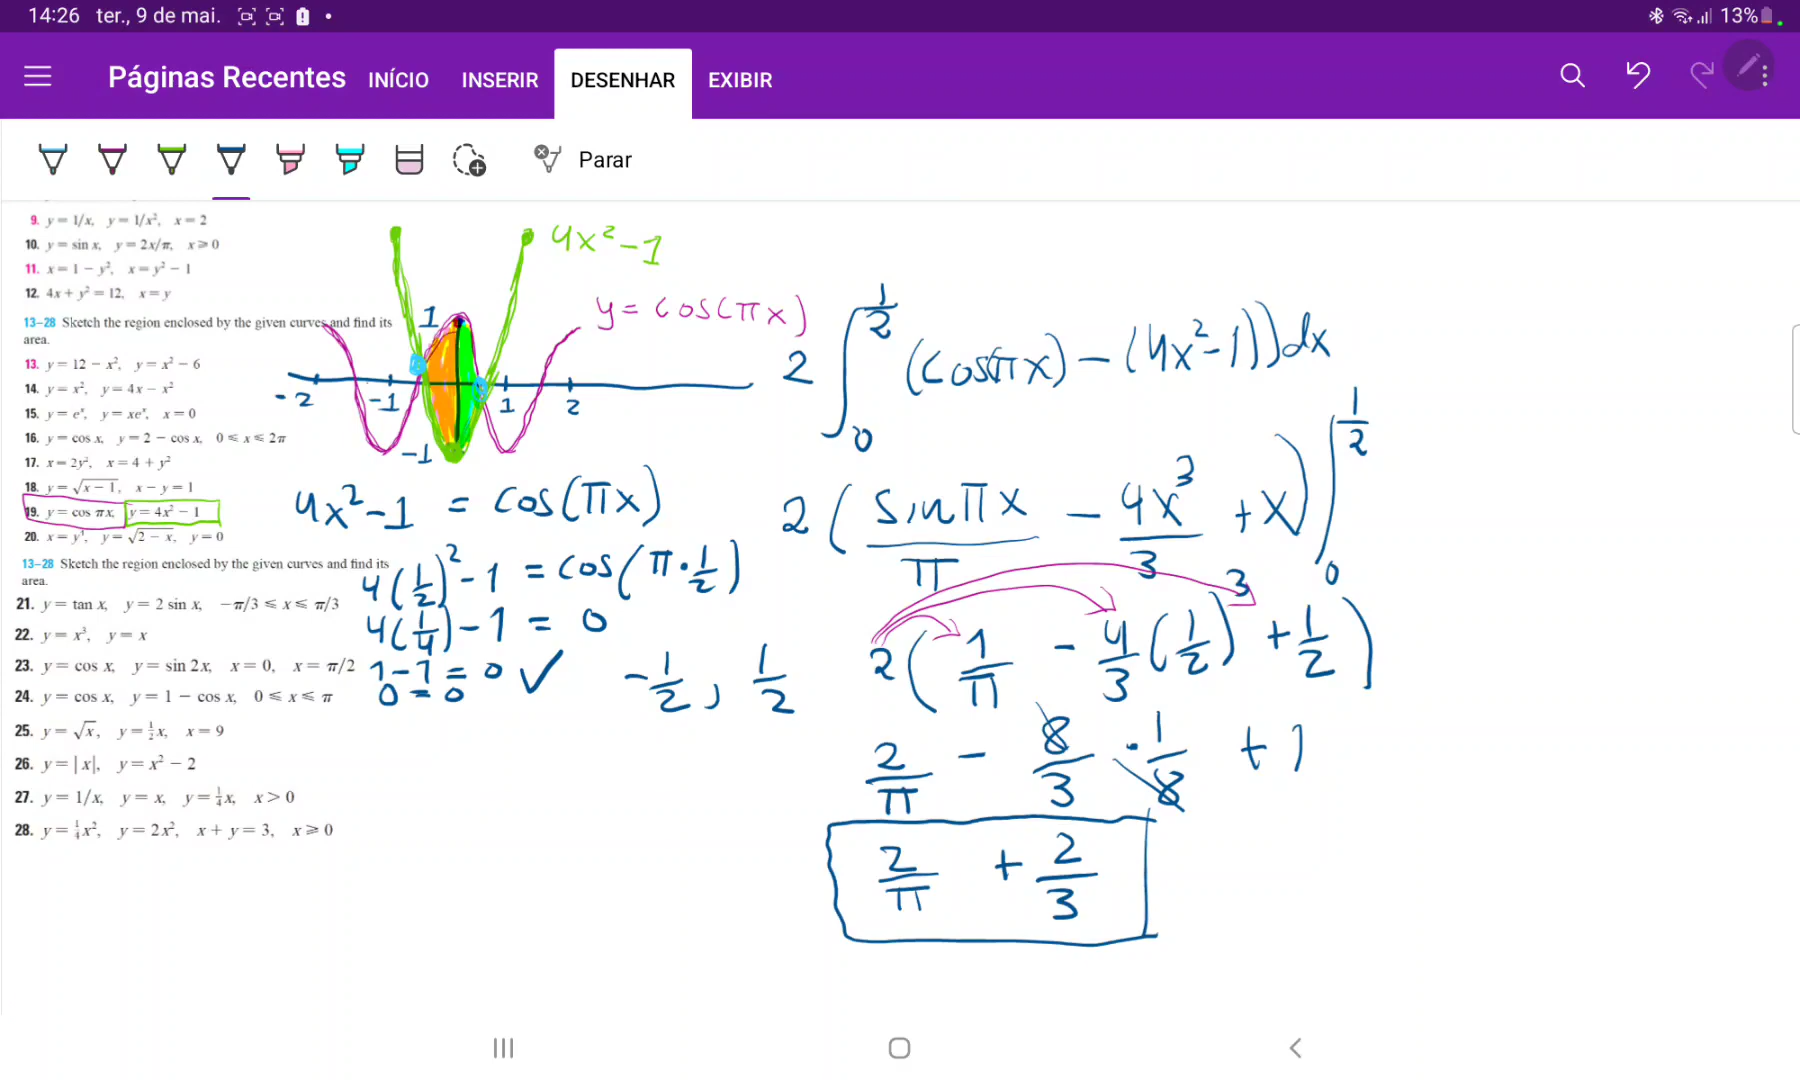 14:26 ter., 9 de mai. 13%
Páginas Recentes INÍCIO INSERIR DESENHAR EXIBIR
Parar
9. y = 1/x, y = 1/x², x = 2
10. y = sin x, y = 2x/π, x ⩾ 0
11. x = 1 − y², x = y² − 1
12. 4x + y² = 12, x = y
13–28 Sketch the region enclosed by the given curves and find its
area.
13. y = 12 − x², y = x² − 6
14. y = x², y = 4x − x²
15. y = eˣ, y = xeˣ, x = 0
16. y = cos x, y = 2 − cos x, 0 ⩽ x ⩽ 2π
17. x = 2y², x = 4 + y²
18. y = √(x − 1), x − y = 1
19. y = cos πx, y = 4x² − 1
20. x = y⁴, y = √(2 − x), y = 0
13–28 Sketch the region enclosed by the given curves and find its
area.
21. y = tan x, y = 2 sin x, −π/3 ⩽ x ⩽ π/3
22. y = x³, y = x
23. y = cos x, y = sin 2x, x = 0, x = π/2
24. y = cos x, y = 1 − cos x, 0 ⩽ x ⩽ π
25. y = √x, y = ½x, x = 9
26. y = |x|, y = x² − 2
27. y = 1/x, y = x, y = ¼x, x > 0
28. y = ¼x², y = 2x², x + y = 3, x ⩾ 0
4x² − 1
y = cos(πx)
1
-2 -1 1 2
-1
4x² − 1 = cos(πx)
4(1/2)² − 1 = cos(π · 1/2)
4(1/4) − 1 = 0
1 − 1 = 0 ✓
0 = 0
−1/2, 1/2
2 ∫₀^(1/2) (cos(πx) − (4x² − 1)) dx
2 (sin πx / π − 4x³/3 + x) ∫₀^(1/2)
2 (1/π − 4/3 (1/2)³ + 1/2)
2/π − 8/3 · 1/8 + 1
2/π + 2/3